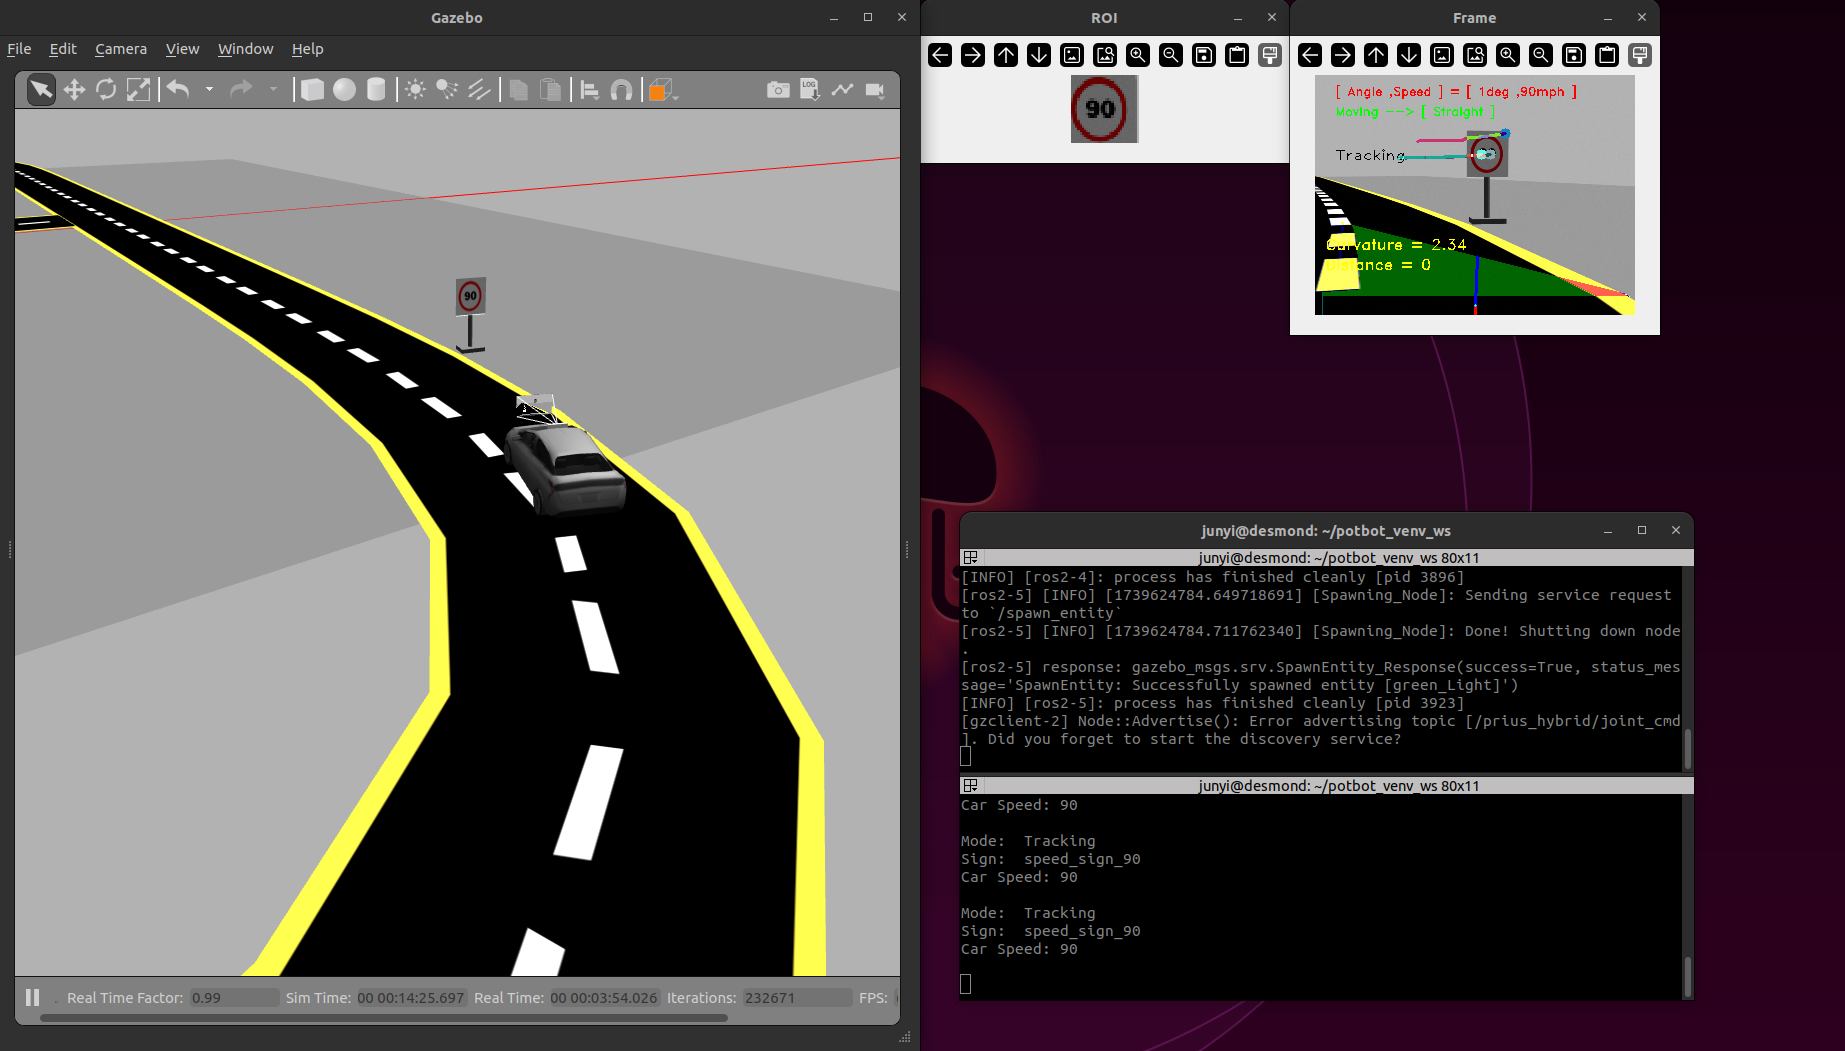 Gazebo
File Edit Camera View Window Help
LOG
90
Real Time Factor: 0.99 Sim Time: 00 00:14:25.697 Real Time: 00 00:03:54.026 Iterations: 232671 FPS:
ROI
90
Frame
[ Angle ,Speed ] = [ 1deg ,90mph ]
Moving --> [ Straight ]
Tracking
Curvature = 2.34
Distance = 0
junyi@desmond: ~/potbot_venv_ws
junyi@desmond: ~/potbot_venv_ws 80x11
[INFO] [ros2-4]: process has finished cleanly [pid 3896]
[ros2-5] [INFO] [1739624784.649718691] [Spawning_Node]: Sending service request
to `/spawn_entity`
[ros2-5] [INFO] [1739624784.711762340] [Spawning_Node]: Done! Shutting down node
.
[ros2-5] response: gazebo_msgs.srv.SpawnEntity_Response(success=True, status_mes
sage='SpawnEntity: Successfully spawned entity [green_Light]')
[INFO] [ros2-5]: process has finished cleanly [pid 3923]
[gzclient-2] Node::Advertise(): Error advertising topic [/prius_hybrid/joint_cmd
]. Did you forget to start the discovery service?
junyi@desmond: ~/potbot_venv_ws 80x11
Car Speed: 90
Mode:  Tracking
Sign:  speed_sign_90
Car Speed: 90
Mode:  Tracking
Sign:  speed_sign_90
Car Speed: 90